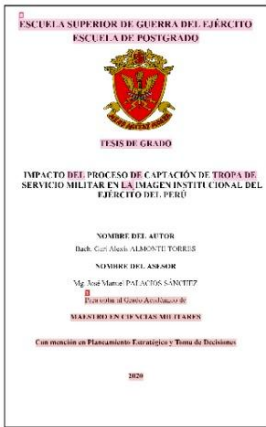 ESCUELA SUPERIOR DE GUERRA DEL EJÉRCITO
ESCUELA DE POSTGRADO
TESIS DE GRADO
IMPACTO DEL PROCESO DE CAPTACIÓN DE TROPA DE
SERVICIO MILITAR EN LA IMAGEN INSTITUCIONAL DEL
EJÉRCITO DEL PERÚ
NOMBRE DEL AUTOR
Bach. Alexis ALMONTE TORRES
NOMBRE DEL ASESOR
Mg. José Manuel PALACIOS SÁNCHEZ
Para optar al Grado Académico de
MAESTRO EN CIENCIAS MILITARES
Con mención en Planeamiento Estratégico y Toma de Decisiones
2020